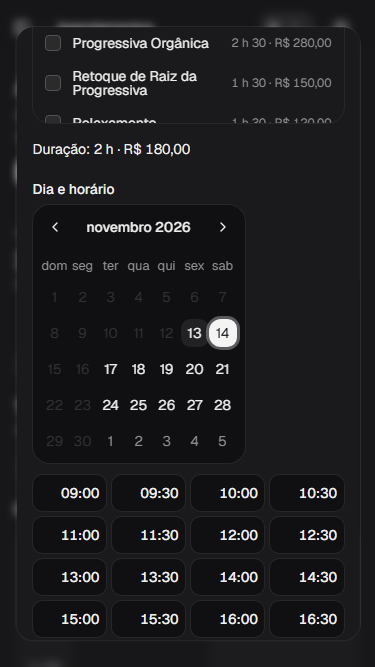 Progressiva Orgânica 2 h 30 · R$ 280,00
Retoque de Raiz da Progressiva 1 h 30 · R$ 150,00
Relaxamento 1 h 30 · R$ 120,00
Duração: 2 h · R$ 180,00
Dia e horário
novembro 2026
dom seg ter qua qui sex sab
1 2 3 4 5 6 7
8 9 10 11 12 13 14
15 16 17 18 19 20 21
22 23 24 25 26 27 28
29 30 1 2 3 4 5
09:00 09:30 10:00 10:30
11:00 11:30 12:00 12:30
13:00 13:30 14:00 14:30
15:00 15:30 16:00 16:30